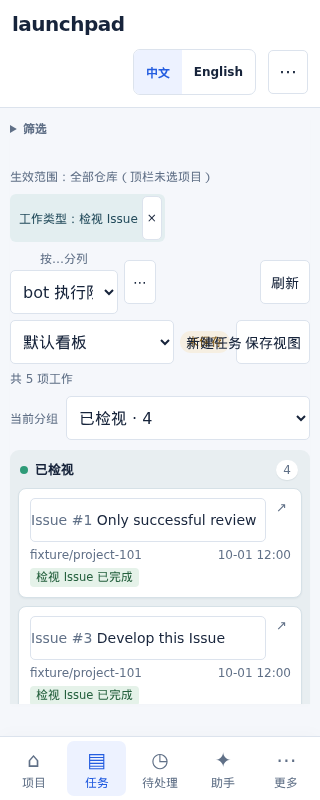 launchpad
中文 English ⋯
▶ 筛选
生效范围：全部仓库（顶栏未选项目）
工作类型：检视 Issue ×
按…分列
bot 执行阶 … 刷新
默认看板 保存视图
共 5 项工作
当前分组 已检视 · 4
已检视 4
Issue #1 Only successful review ↗
fixture/project-101 10-01 12:00
检视 Issue 已完成
Issue #3 Develop this Issue ↗
fixture/project-101 10-01 12:00
检视 Issue 已完成
项目 任务 待处理 助手 更多